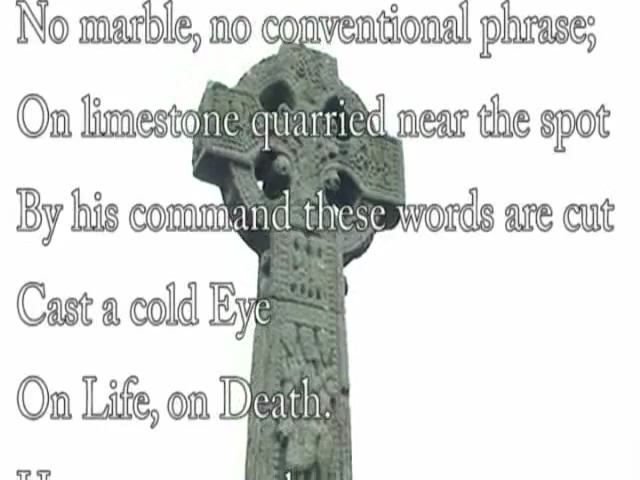 No marble, no conventional phrase;
On limestone quarried near the spot
By his command these words are cut
Cast a cold Eye
On Life, on Death.